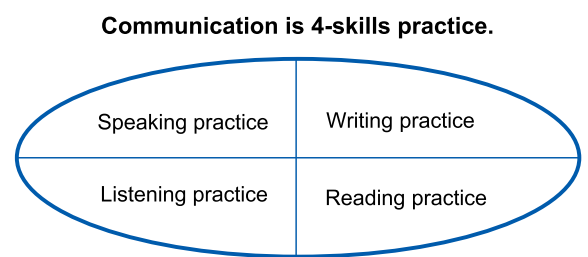 Communication is 4-skills practice.
Speaking practice
Writing practice
Listening practice
Reading practice